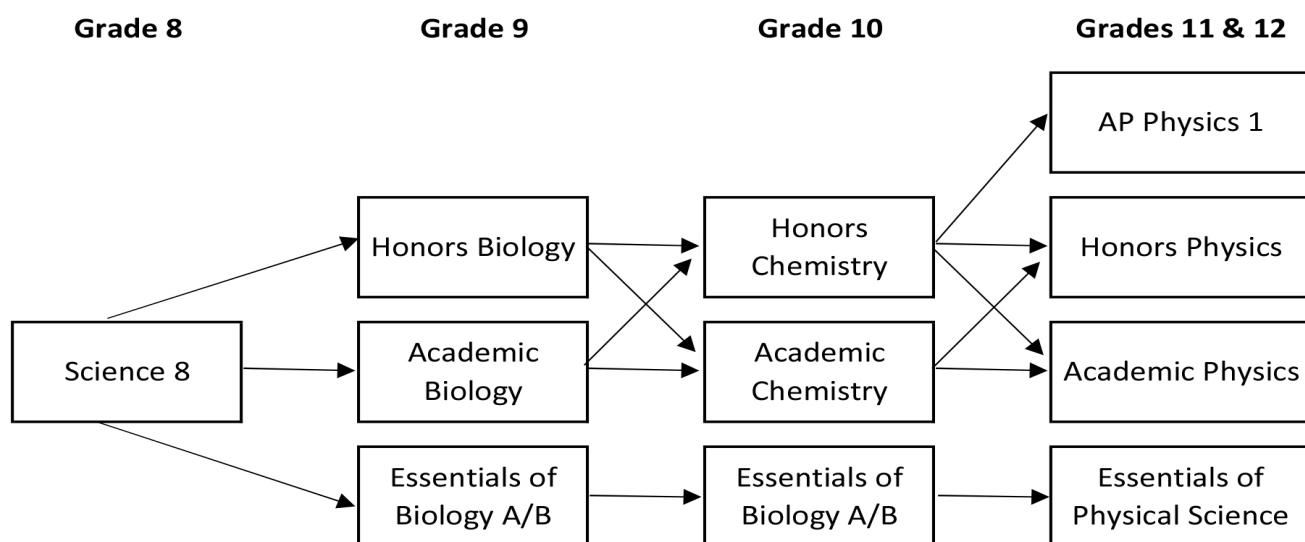 Grade 8
Grade 9
Grade 10
Grades 11 & 12
AP Physics 1
Honors Biology
Honors
Chemistry
Honors Physics
Science 8
Academic
Biology
Academic
Chemistry
Academic Physics
Essentials of
Biology A/B
Essentials of
Biology A/B
Essentials of
Physical Science